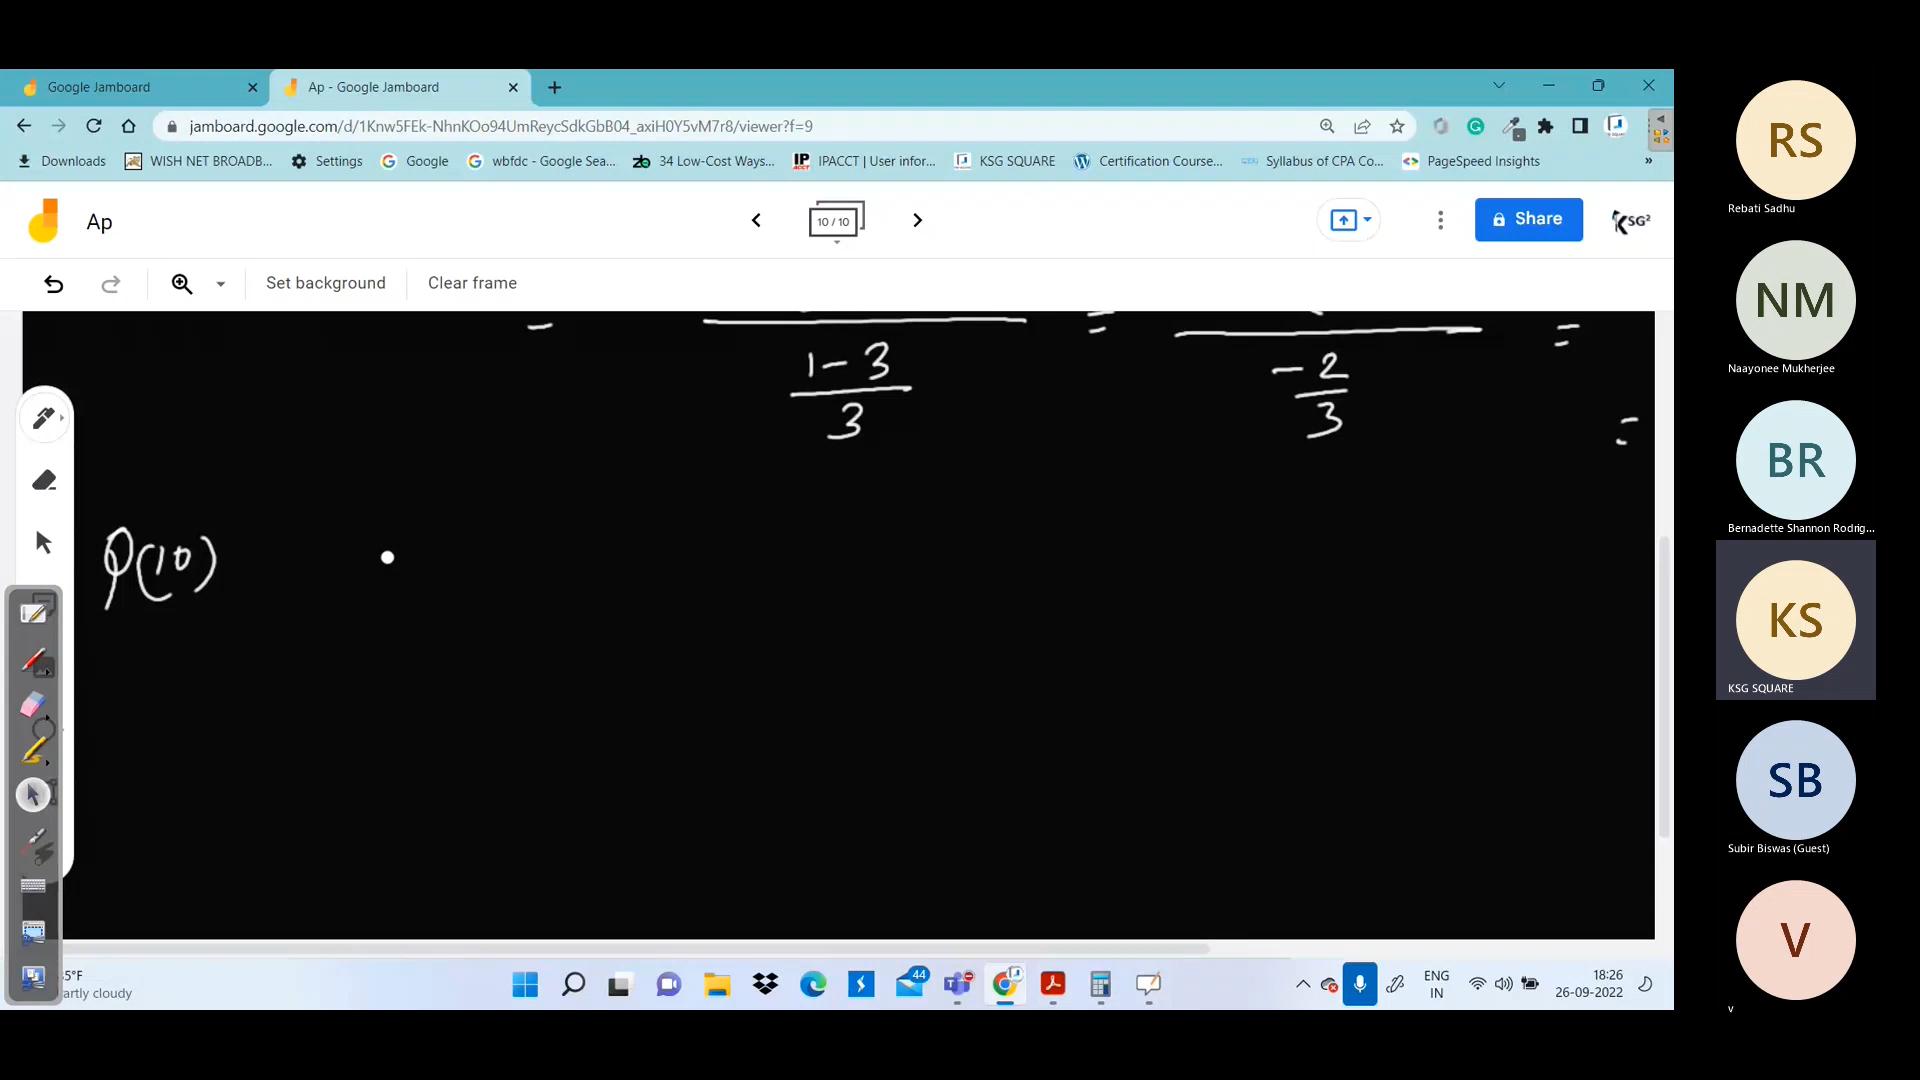 Google Jamboard
Ap - Google Jamboard
jamboard.google.com/d/1Knw5FEk-NhnKOo94UmReycSdkGbB04_axiH0Y5vM7r8/viewer?f=9
Downloads WISH NET BROADB... Settings Google wbfdc - Google Sea... 34 Low-Cost Ways... IPACCT | User infor... KSG SQUARE Certification Course... Syllabus of CPA Co... PageSpeed Insights »
Ap
10 / 10
Share
KSG²
Set background Clear frame
= = =
1 - 3
3
- 2
3
=
(10)
RS
Rebati Sadhu
NM
Naayonee Mukherjee
BR
Bernadette Shannon Rodrig...
KS
KSG SQUARE
SB
Subir Biswas (Guest)
V
v
5°F
artly cloudy
44
ENG
IN
18:26
26-09-2022